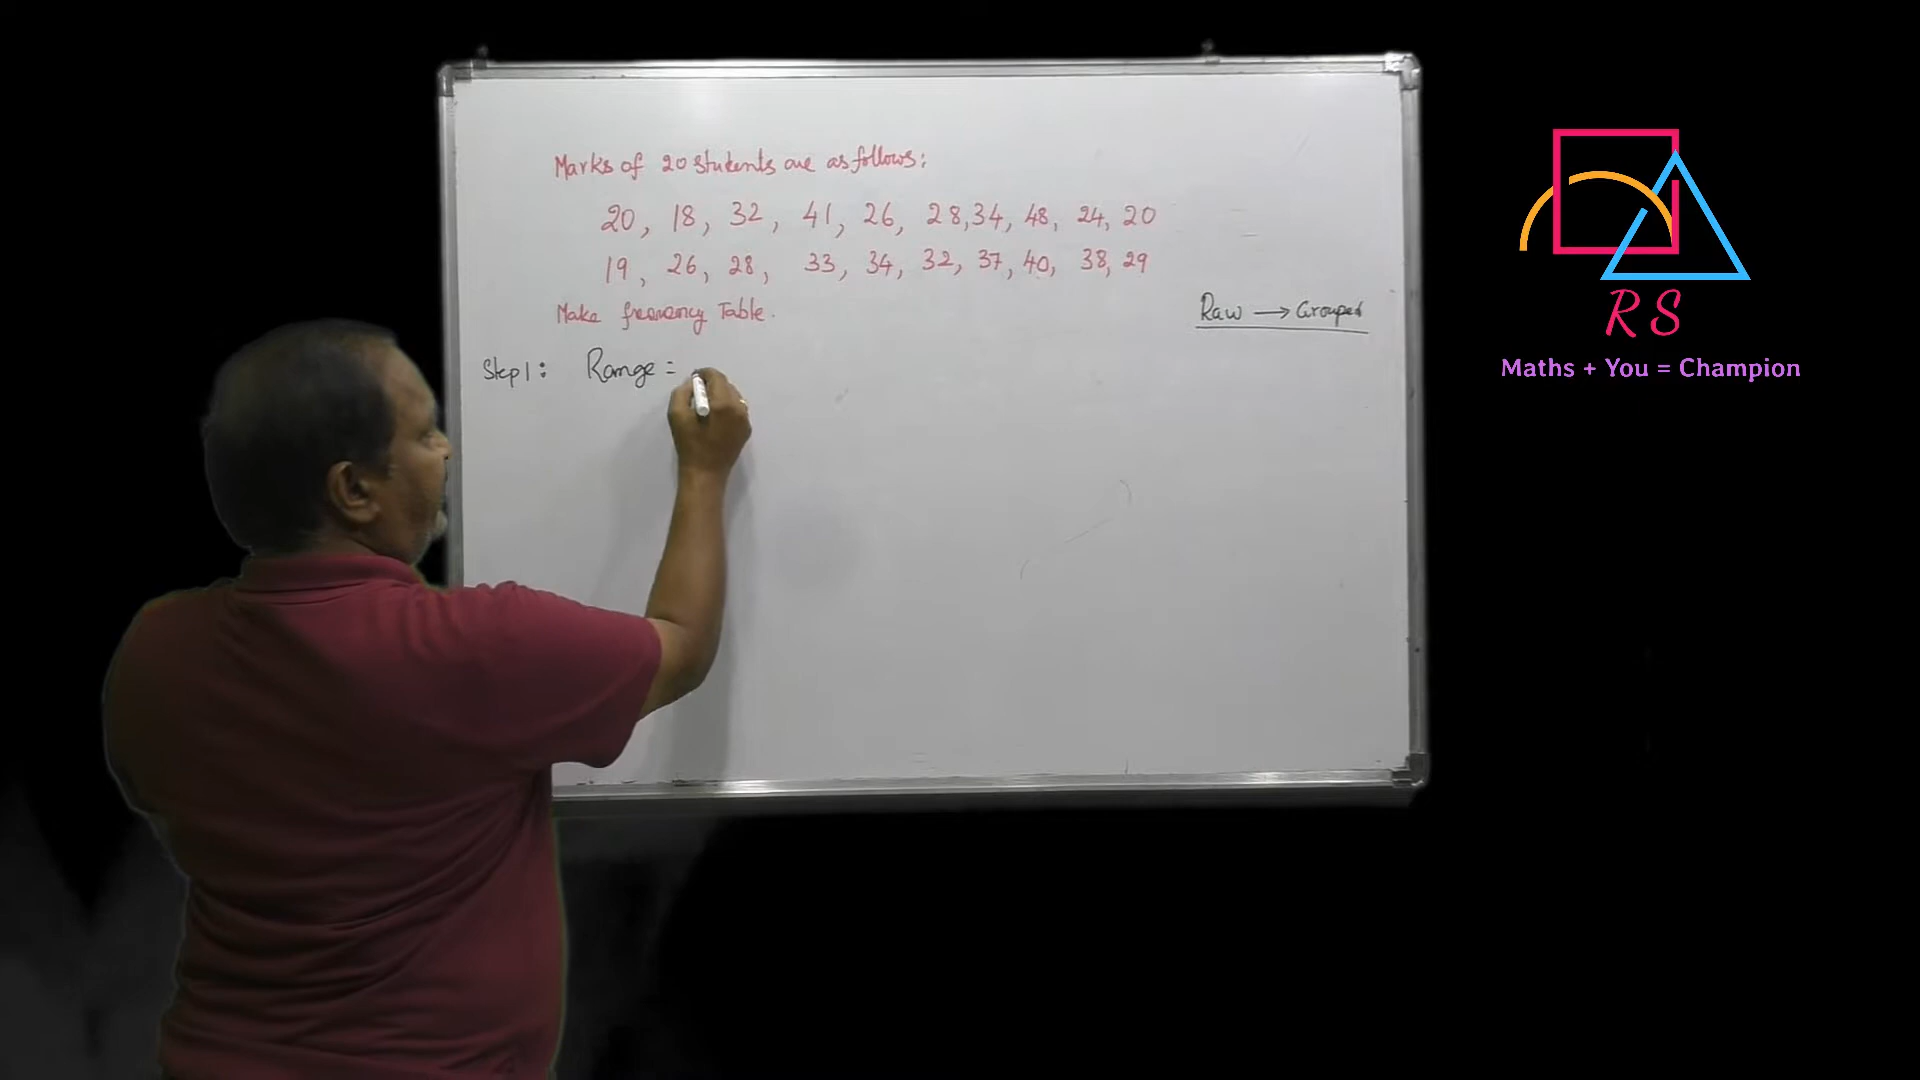 Marks of 20 students are as follows:
20, 18, 32, 41, 26, 28, 34, 48, 24, 20
19, 26, 28, 33, 34, 32, 37, 40, 38, 29
Make frequency Table.
Raw → Grouped
Step 1: Range =
RS
Maths + You = Champion